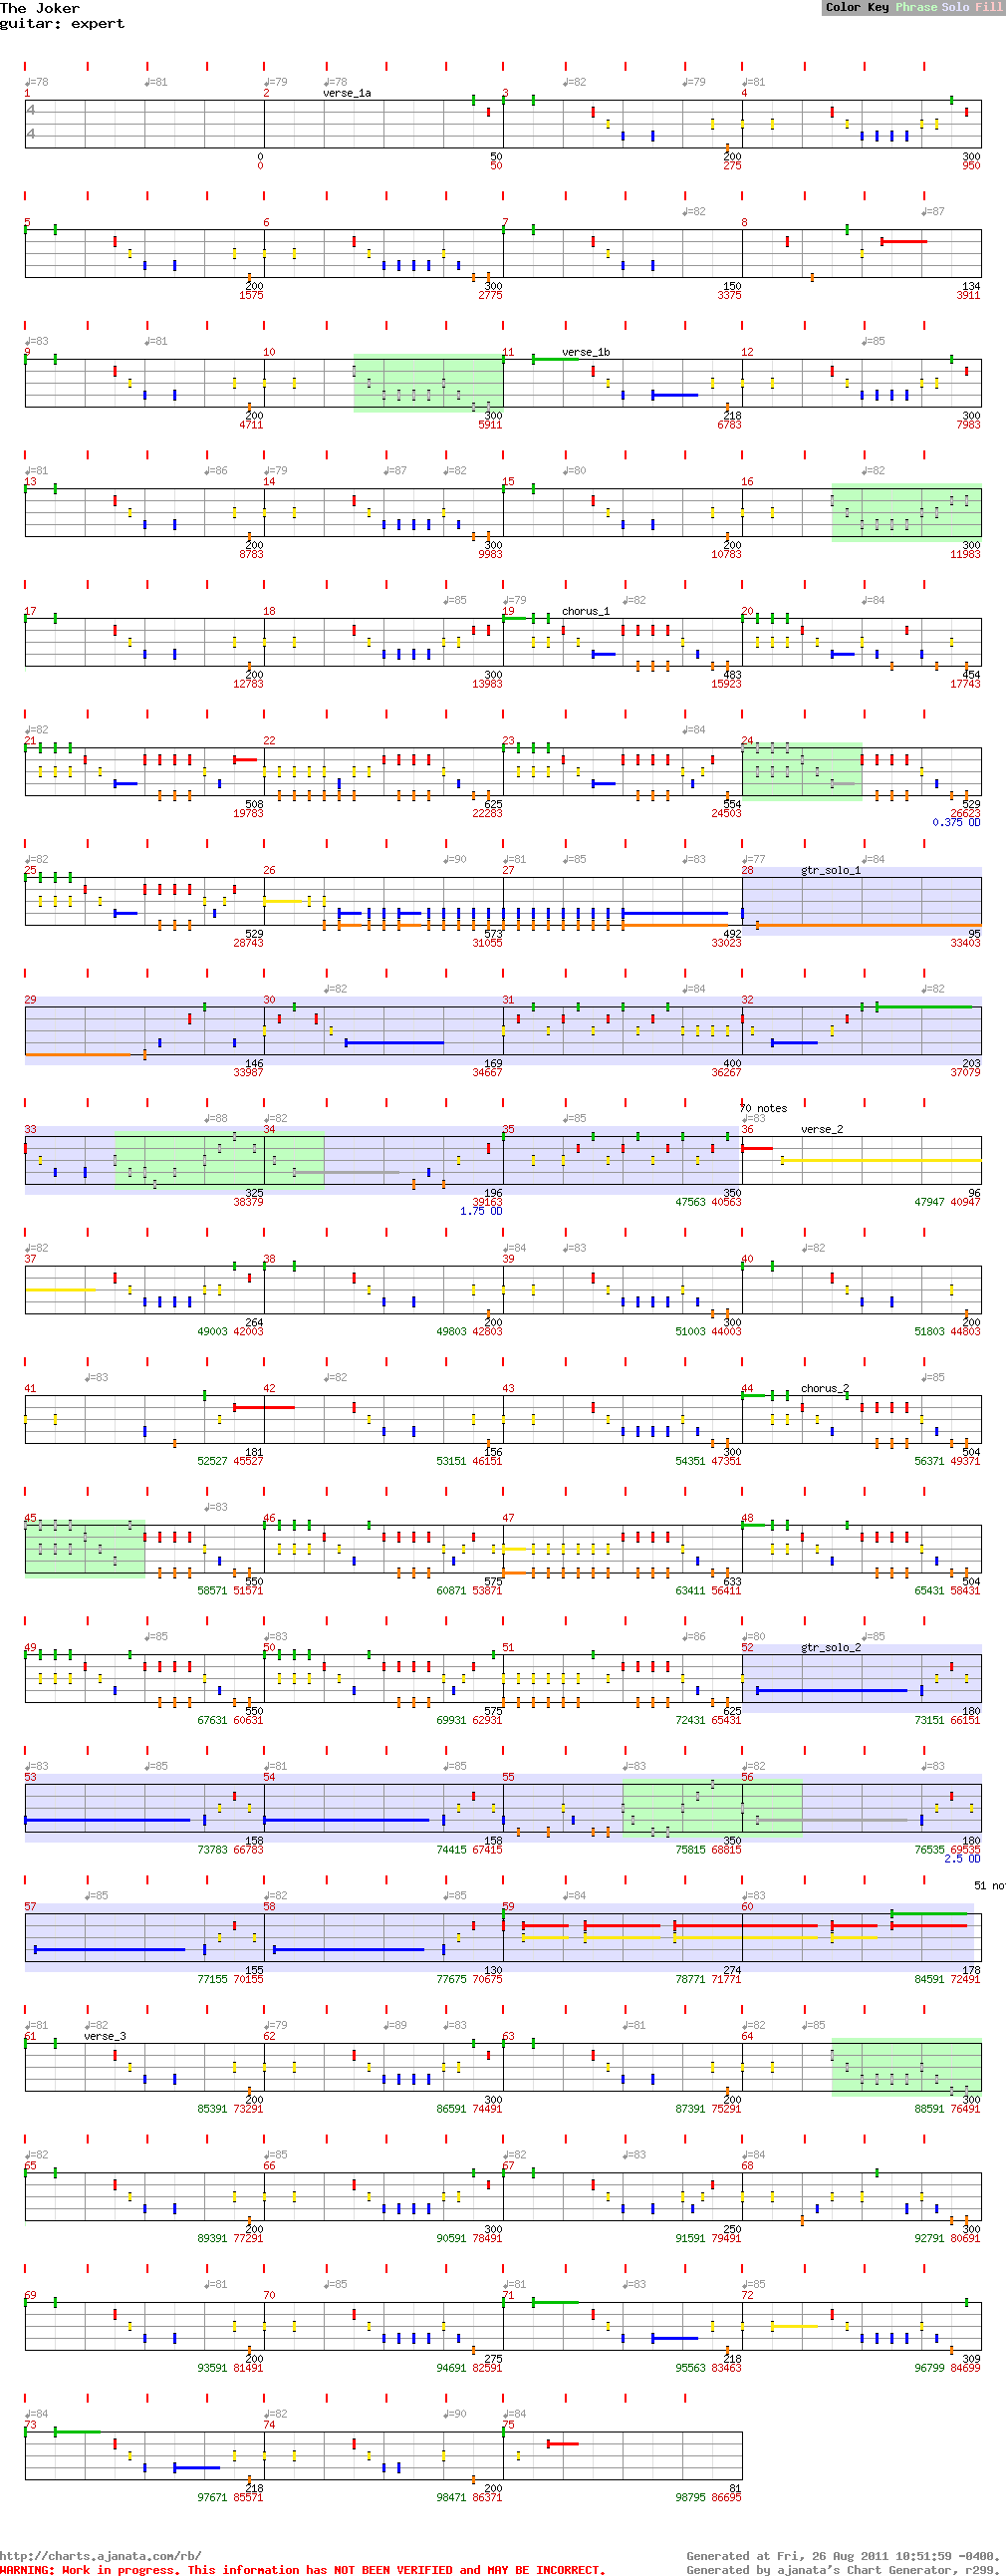 The Joker
guitar: expert
Color Key Phrase Solo Fill
♩=78 ♩=81 ♩=79 ♩=78 ♩=82 ♩=79 ♩=81
1 2 verse_1a 3 4
4
4
0 50 200 300
0 50 275 950
♩=82 ♩=87
5 6 7 8
200 300 150 134
1575 2775 3375 3911
♩=83 ♩=81 ♩=85
9 10 11 verse_1b 12
200 300 218 300
4711 5911 6783 7983
♩=81 ♩=86 ♩=79 ♩=87 ♩=82 ♩=80 ♩=82
13 14 15 16
200 300 200 300
8783 9983 10783 11983
♩=85 ♩=79 ♩=82 ♩=84
17 18 19 chorus_1 20
200 300 483 454
12783 13983 15923 17743
♩=82 ♩=84
21 22 23 24
508 625 554 529
19783 22283 24503 26623
0.375 OD
♩=82 ♩=90 ♩=81 ♩=85 ♩=83 ♩=77 ♩=84
25 26 27 28 gtr_solo_1
529 573 492 95
28743 31055 33023 33403
♩=82 ♩=84 ♩=82
29 30 31 32
146 169 400 203
33987 34667 36267 37079
70 notes
♩=88 ♩=82 ♩=85 ♩=83
33 34 35 36 verse_2
325 196 350 96
38379 39163 47563 40563 47947 40947
1.75 OD
♩=82 ♩=84 ♩=83 ♩=82
37 38 39 40
264 200 300 200
49003 42003 49803 42803 51003 44003 51803 44803
♩=83 ♩=82 ♩=85
41 42 43 44 chorus_2
181 156 300 504
52527 45527 53151 46151 54351 47351 56371 49371
♩=83
45 46 47 48
550 575 633 504
58571 51571 60871 53871 63411 56411 65431 58431
♩=85 ♩=83 ♩=86 ♩=80 ♩=85
49 50 51 52 gtr_solo_2
550 575 625 180
67631 60631 69931 62931 72431 65431 73151 66151
♩=83 ♩=85 ♩=81 ♩=85 ♩=83 ♩=82 ♩=83
53 54 55 56
158 158 350 180
73783 66783 74415 67415 75815 68815 76535 69535
2.5 OD
51 no
♩=85 ♩=82 ♩=85 ♩=84 ♩=83
57 58 59 60
155 130 274 178
77155 70155 77675 70675 78771 71771 84591 72491
♩=81 ♩=82 ♩=79 ♩=89 ♩=83 ♩=81 ♩=82 ♩=85
61 verse_3 62 63 64
200 300 200 300
85391 73291 86591 74491 87391 75291 88591 76491
♩=82 ♩=85 ♩=82 ♩=83 ♩=84
65 66 67 68
200 300 250 300
89391 77291 90591 78491 91591 79491 92791 80691
♩=81 ♩=85 ♩=81 ♩=83 ♩=85
69 70 71 72
200 275 218 309
93591 81491 94691 82591 95563 83463 96799 84699
♩=84 ♩=82 ♩=90 ♩=84
73 74 75
218 200 81
97671 85571 98471 86371 98795 86695
http://charts.ajanata.com/rb/
Generated at Fri, 26 Aug 2011 10:51:59 -0400.
WARNING: Work in progress. This information has NOT BEEN VERIFIED and MAY BE INCORRECT.
Generated by ajanata's Chart Generator, r299.